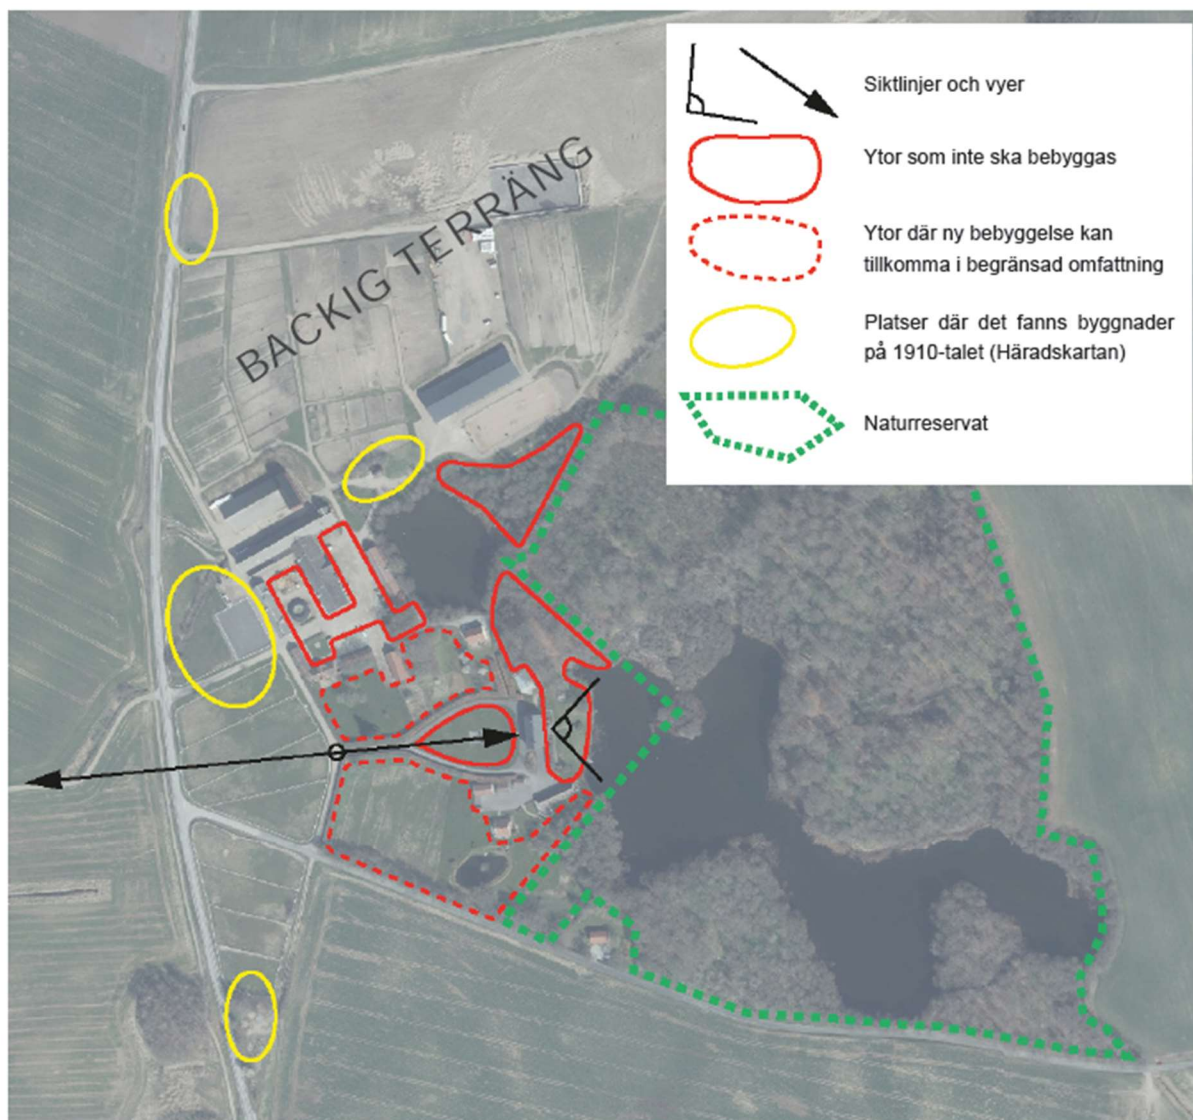 Siktlinjer och vyer
Ytor som inte ska bebyggas
Ytor där ny bebyggelse kan
tillkomma i begränsad omfattning
Platser där det fanns byggnader
på 1910-talet (Häradskartan)
Naturreservat
BACKIG TERRÄNG